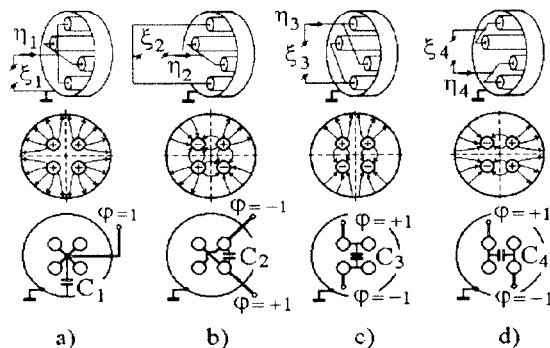 η1 ξ1 ξ2 η2 η3 ξ3 ξ4 η4
+ + + + − + + − − + − + − + − +
φ=1 C1
φ=−1 C2 φ=+1
φ=+1 C3 φ=−1
φ=+1 C4 φ=−1
a) b) c) d)